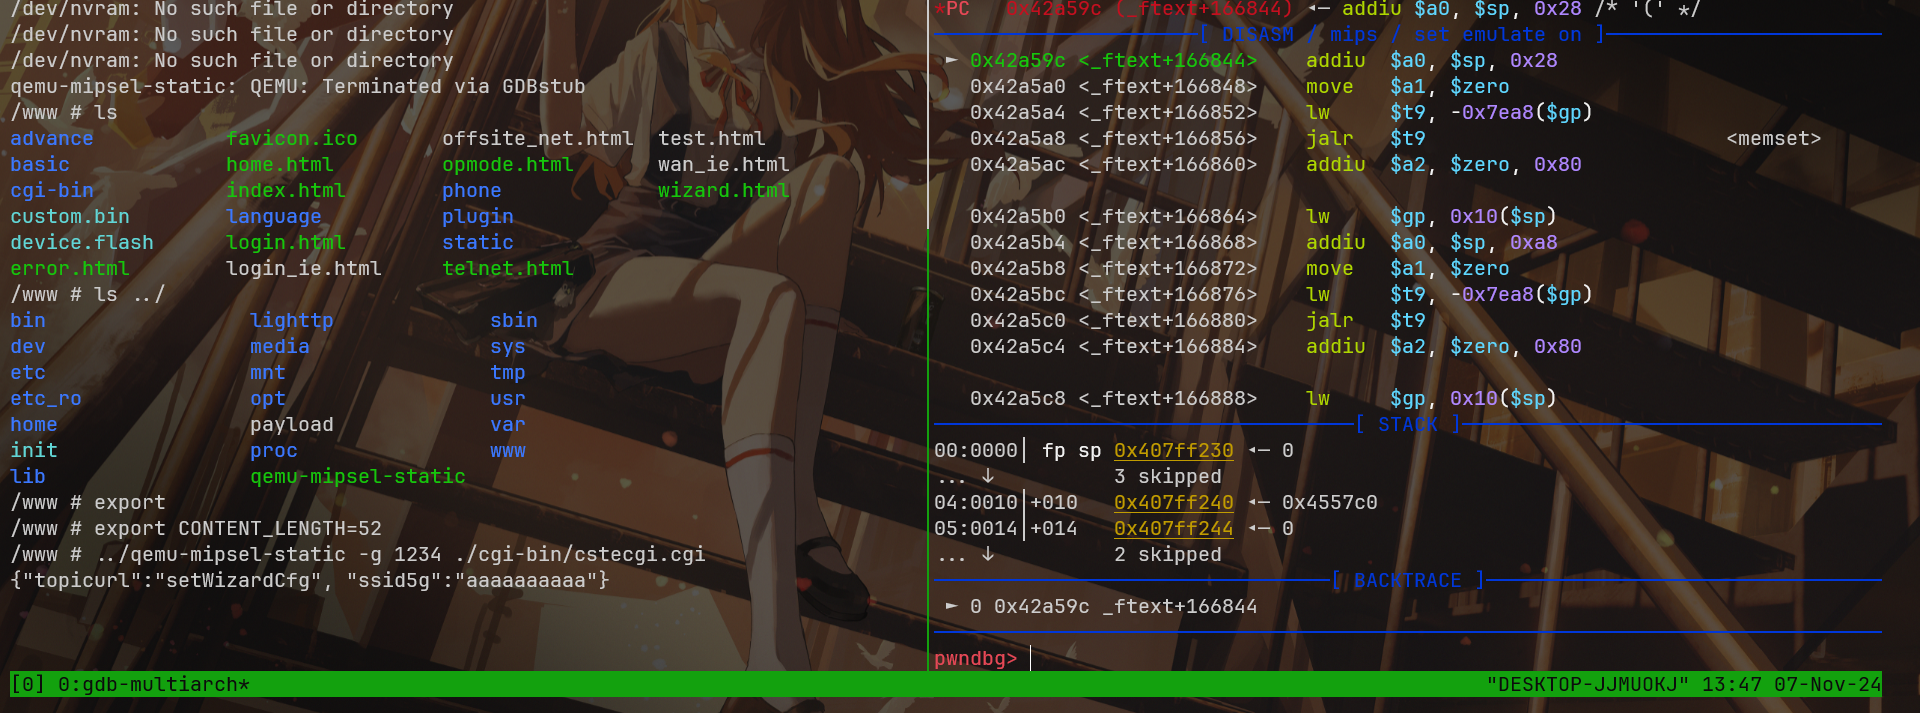 /dev/nvram: No such file or directory
/dev/nvram: No such file or directory
/dev/nvram: No such file or directory
qemu-mipsel-static: QEMU: Terminated via GDBstub
/www # ls
advance favicon.ico offsite_net.html test.html
basic home.html opmode.html wan_ie.html
cgi-bin index.html phone wizard.html
custom.bin language plugin
device.flash login.html static
error.html login_ie.html telnet.html
/www # ls ../
bin lighttp sbin
dev media sys
etc mnt tmp
etc_ro opt usr
home payload var
init proc www
lib qemu-mipsel-static
/www # export
/www # export CONTENT_LENGTH=52
/www # ../qemu-mipsel-static -g 1234 ./cgi-bin/cstecgi.cgi
{"topicurl":"setWizardCfg", "ssid5g":"aaaaaaaaaa"}
*PC 0x42a59c (_ftext+166844) ◂— addiu $a0, $sp, 0x28 /* '(' */
[ DISASM / mips / set emulate on ]
► 0x42a59c <_ftext+166844> addiu $a0, $sp, 0x28
0x42a5a0 <_ftext+166848> move $a1, $zero
0x42a5a4 <_ftext+166852> lw $t9, -0x7ea8($gp)
0x42a5a8 <_ftext+166856> jalr $t9 <memset>
0x42a5ac <_ftext+166860> addiu $a2, $zero, 0x80
0x42a5b0 <_ftext+166864> lw $gp, 0x10($sp)
0x42a5b4 <_ftext+166868> addiu $a0, $sp, 0xa8
0x42a5b8 <_ftext+166872> move $a1, $zero
0x42a5bc <_ftext+166876> lw $t9, -0x7ea8($gp)
0x42a5c0 <_ftext+166880> jalr $t9
0x42a5c4 <_ftext+166884> addiu $a2, $zero, 0x80
0x42a5c8 <_ftext+166888> lw $gp, 0x10($sp)
[ STACK ]
00:0000│ fp sp 0x407ff230 ◂— 0
... ↓ 3 skipped
04:0010│+010 0x407ff240 ◂— 0x4557c0
05:0014│+014 0x407ff244 ◂— 0
... ↓ 2 skipped
[ BACKTRACE ]
► 0 0x42a59c _ftext+166844
pwndbg>
[0] 0:gdb-multiarch* "DESKTOP-JJMUOKJ" 13:47 07-Nov-24